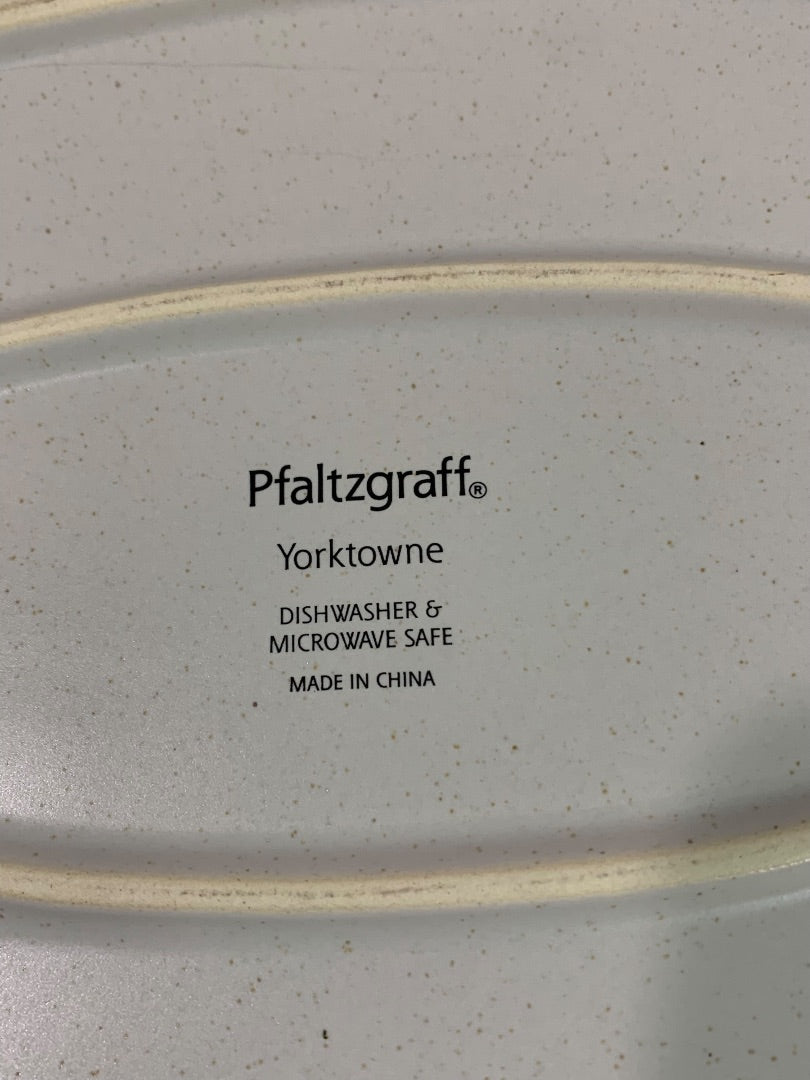 Pfaltzgraff®
Yorktowne
DISHWASHER &
MICROWAVE SAFE
MADE IN CHINA